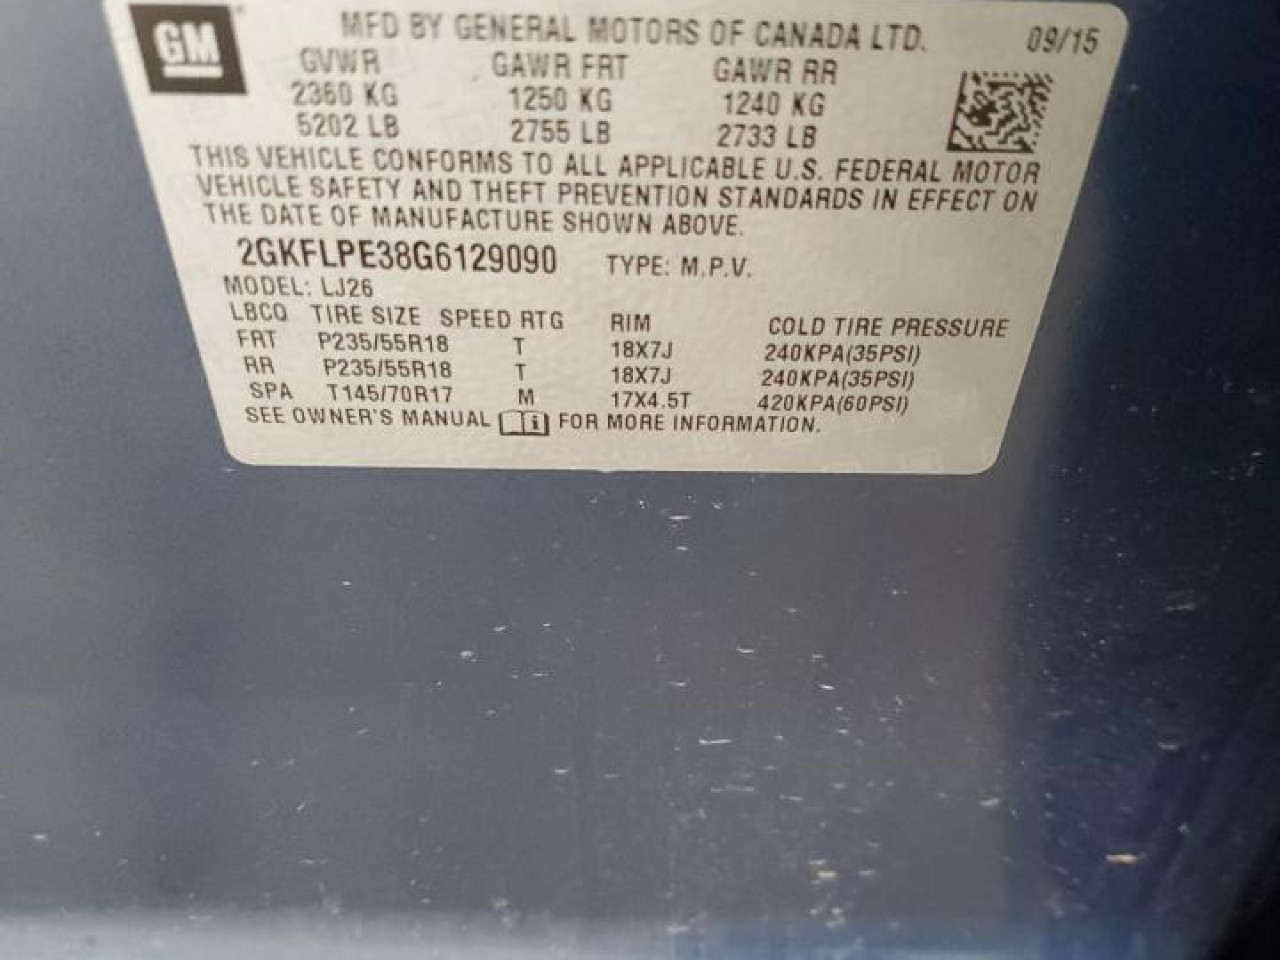 GM
MFD BY GENERAL MOTORS OF CANADA LTD. 09/15
GVWR GAWR FRT GAWR RR
2360 KG 1250 KG 1240 KG
5202 LB 2755 LB 2733 LB
THIS VEHICLE CONFORMS TO ALL APPLICABLE U.S. FEDERAL MOTOR
VEHICLE SAFETY AND THEFT PREVENTION STANDARDS IN EFFECT ON
THE DATE OF MANUFACTURE SHOWN ABOVE.
2GKFLPE38G6129090 TYPE: M.P.V.
MODEL: LJ26
LBCQ TIRE SIZE SPEED RTG RIM COLD TIRE PRESSURE
FRT P235/55R18 T 18X7J 240KPA(35PSI)
RR P235/55R18 T 18X7J 240KPA(35PSI)
SPA T145/70R17 M 17X4.5T 420KPA(60PSI)
SEE OWNER'S MANUAL FOR MORE INFORMATION.